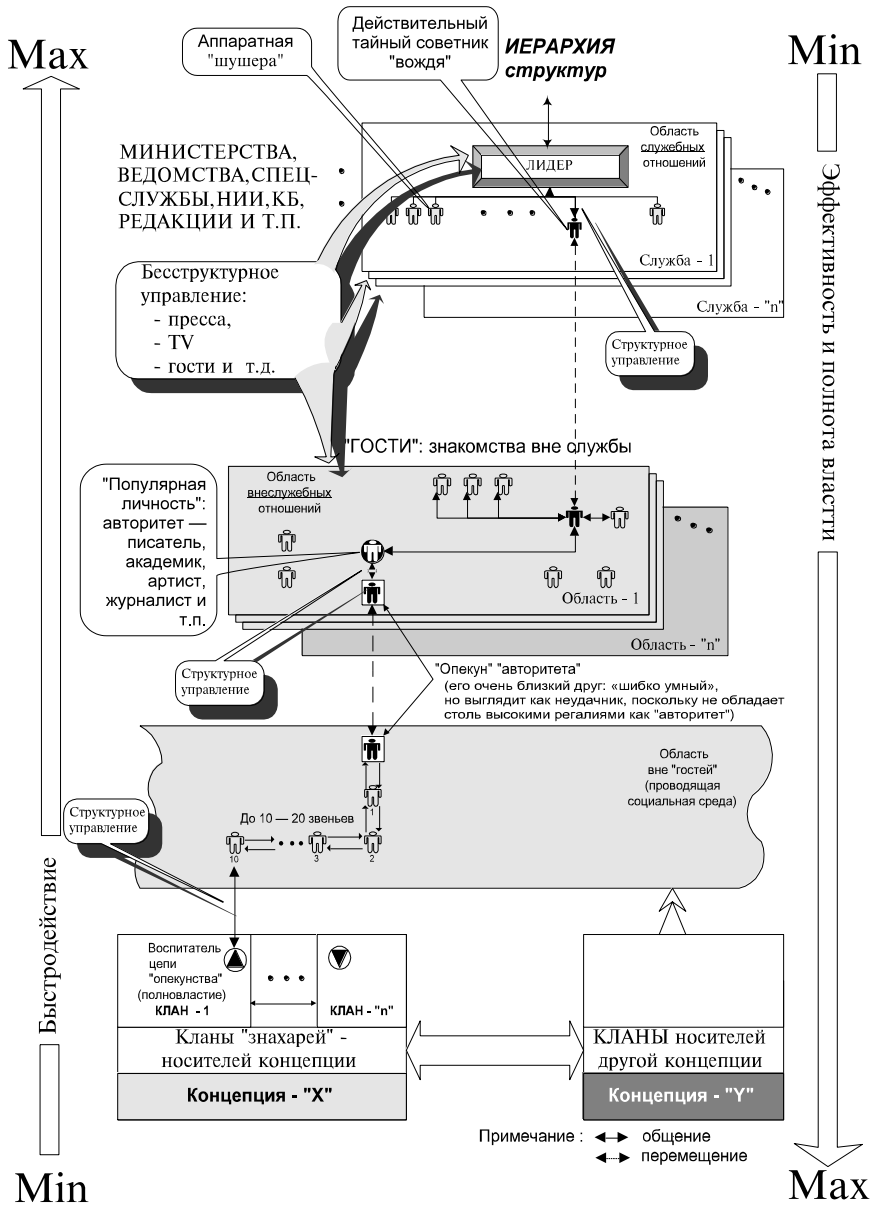 Max
Аппаратная
"шушера"
Действительный
тайный советник
"вождя"
ИЕРАРХИЯ
структур
Min
МИНИСТЕРСТВА,
ВЕДОМСТВА,СПЕЦ-
СЛУЖБЫ,НИИ,КБ,
РЕДАКЦИИ И Т.П.
Область
служебных
отношений
ЛИДЕР
Служба - 1
Служба - "n"
Бесструктурное
управление:
- пресса,
- TV
- гости и т.д.
Структурное
управление
Эффективность и полнота властти
"ГОСТИ": знакомства вне службы
"Популярная
личность":
авторитет —
писатель,
академик,
артист,
журналист и
т.п.
Область
внеслужебных
отношений
Область - 1
Область - "n"
Структурное
управление
"Опекун" "авторитета"
(его очень близкий друг: «шибко умный»,
но выглядит как неудачник, поскольку не обладает
столь высокими регалиями как "авторитет")
Область
вне "гостей"
(проводящая
социальная среда)
Структурное
управление
До 10 — 20 звеньев
1
10
3
2
Быстродействие
Воспитатель
цепи
"опекунства"
(полновластие)
КЛАН - 1
КЛАН - "n"
Кланы "знахарей" -
носителей концепции
Концепция - "X"
КЛАНЫ носителей
другой концепции
Концепция - "Y"
Примечание : общение
перемещение
Min
Max